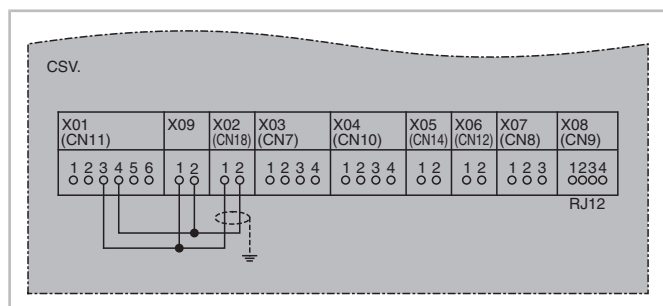 CSV.
X01 X09 X02 X03 X04 X05 X06 X07 X08
(CN11) (CN18) (CN7) (CN10) (CN14) (CN12) (CN8) (CN9)
1 2 3 4 5 6 1 2 1 2 1 2 3 4 1 2 3 4 1 2 1 2 1 2 3 1234
RJ12